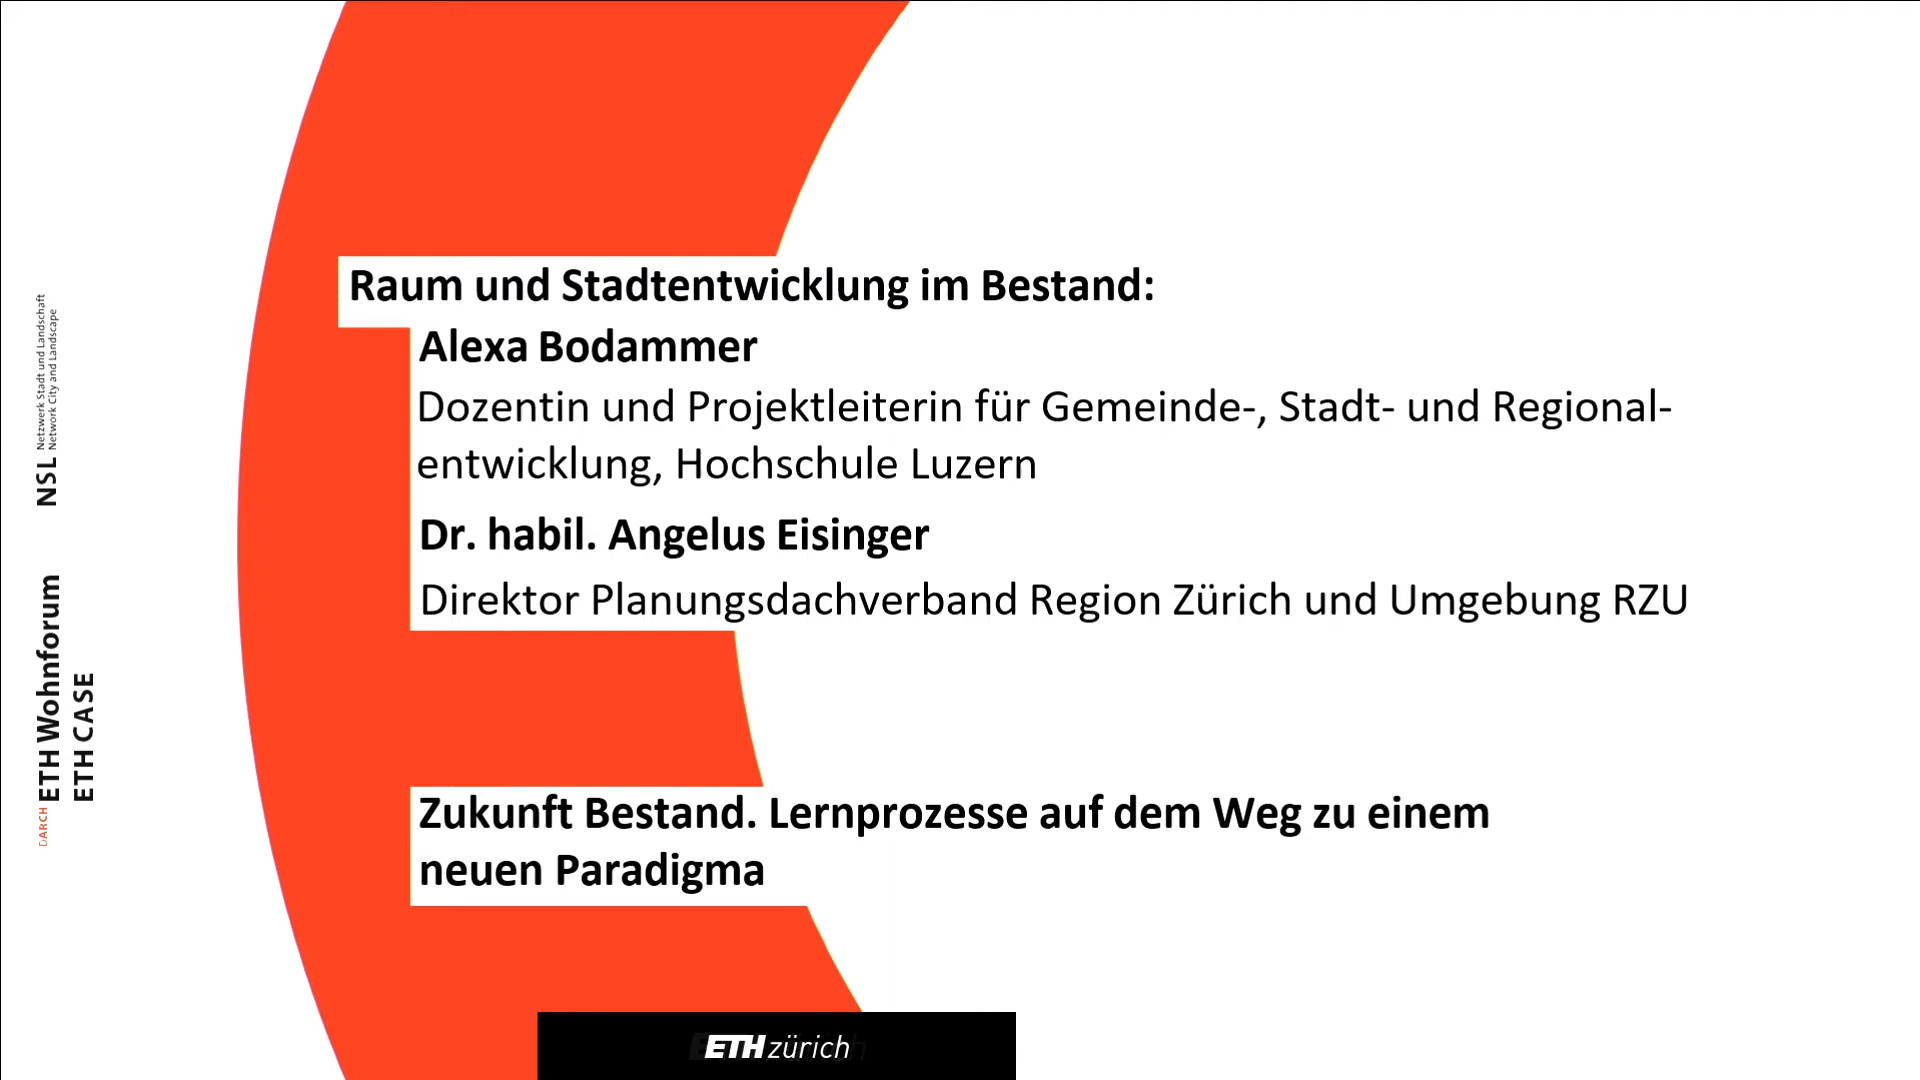 Raum und Stadtentwicklung im Bestand:
Alexa Bodammer
Dozentin und Projektleiterin für Gemeinde-, Stadt- und Regional-
entwicklung, Hochschule Luzern
Dr. habil. Angelus Eisinger
Direktor Planungsdachverband Region Zürich und Umgebung RZU
Zukunft Bestand. Lernprozesse auf dem Weg zu einem
neuen Paradigma
DARCH ETH Wohnforum
ETH CASE
NSL Netzwerk Stadt und Landschaft
Network City and Landscape
ETH zürich